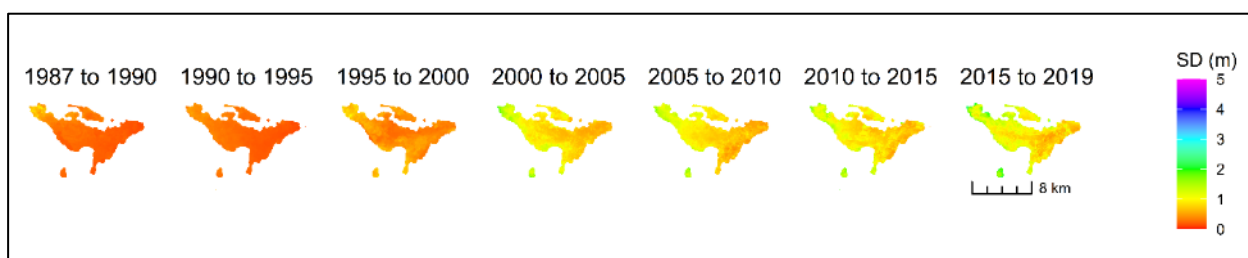 SD (m)
1987 to 1990
1990 to 1995
1995 to 2000
2000 to 2005
2005 to 2010
2010 to 2015
2015 to 2019
5
4
3
2
1
0
8 km